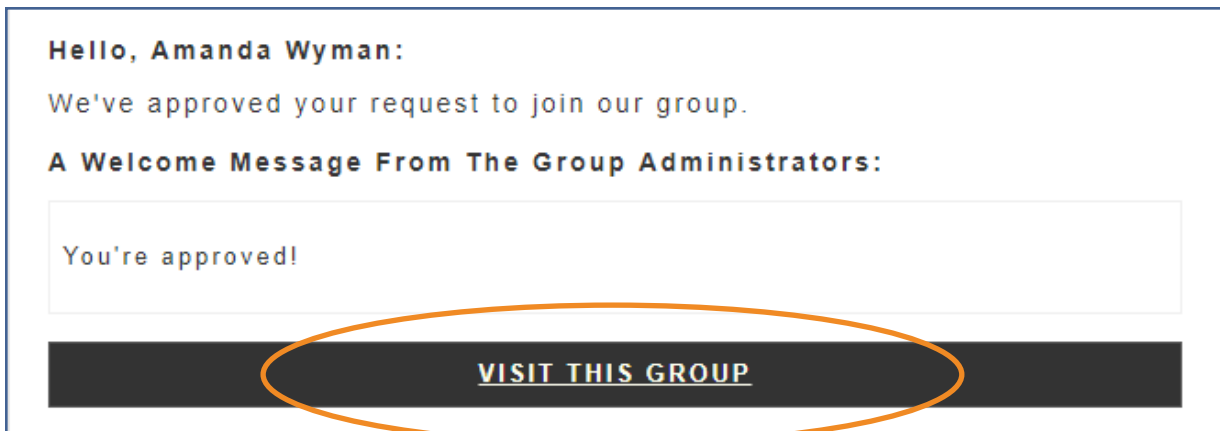 Hello, Amanda Wyman:
We've approved your request to join our group.
A Welcome Message From The Group Administrators:
You're approved!
VISIT THIS GROUP